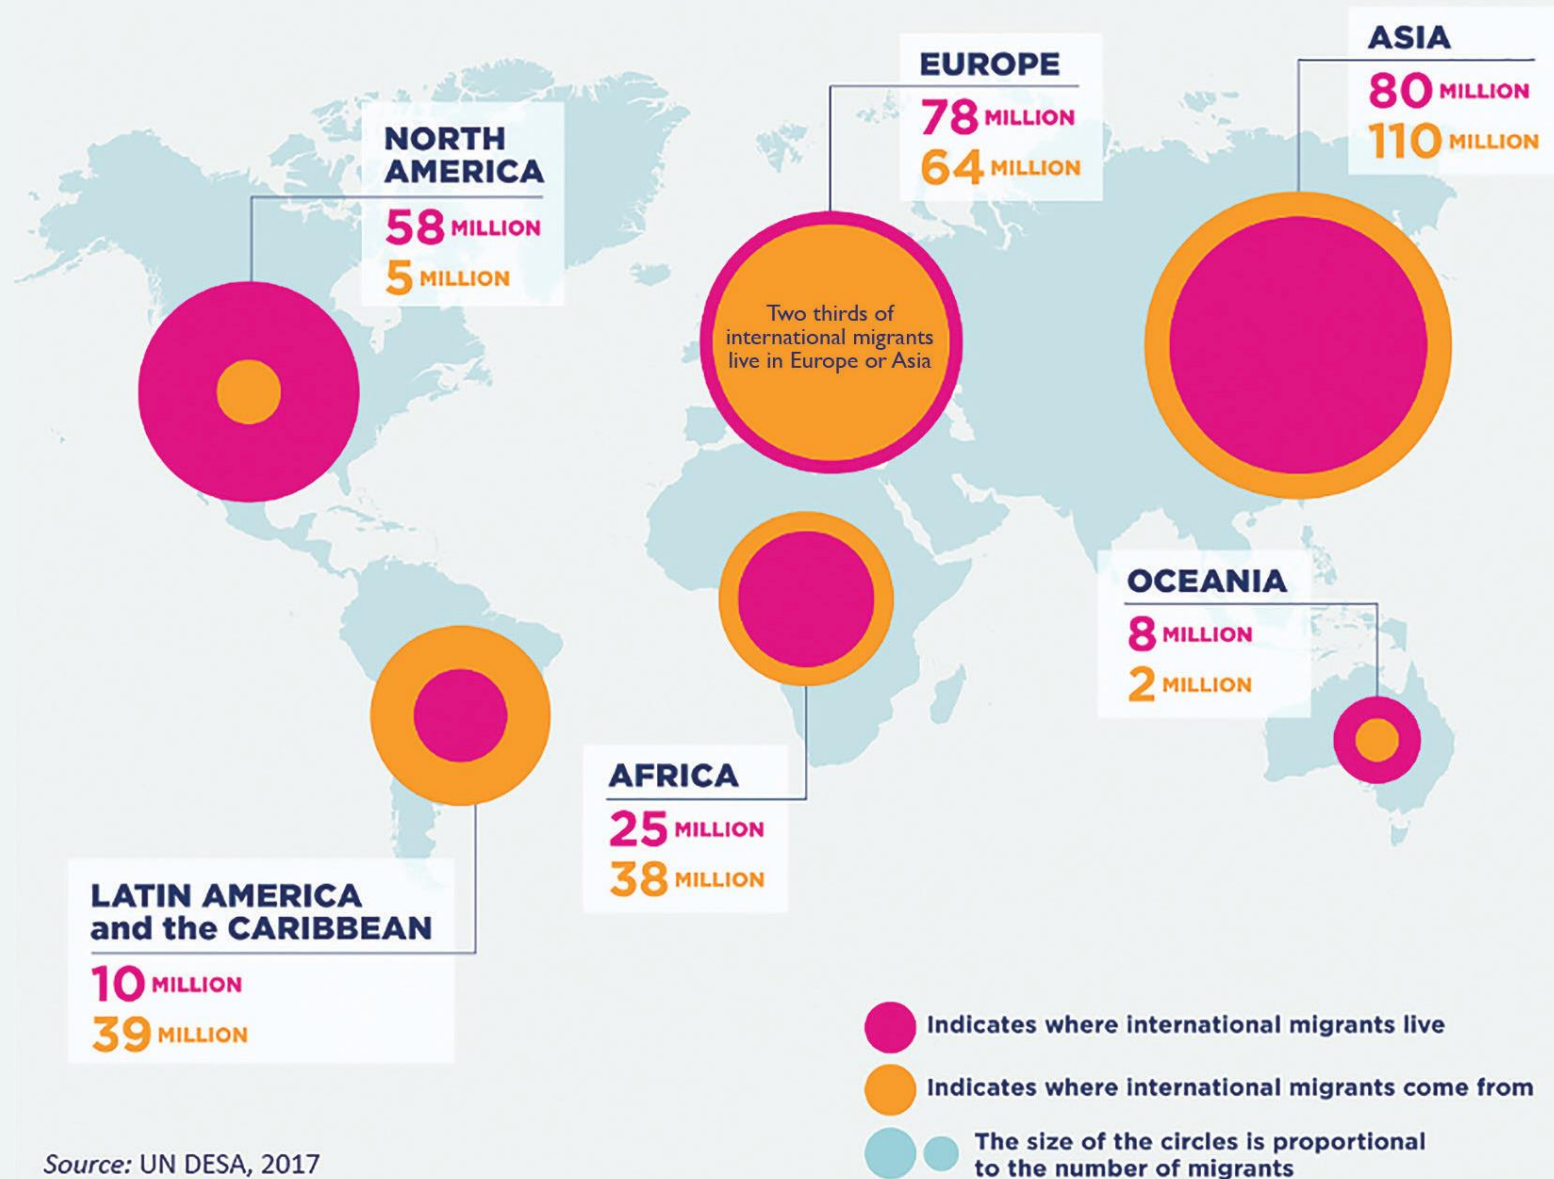 NORTH
AMERICA
58 MILLION
5 MILLION
EUROPE
78 MILLION
64 MILLION
ASIA
80 MILLION
110 MILLION
Two thirds of
international migrants
live in Europe or Asia
OCEANIA
8 MILLION
2 MILLION
AFRICA
25 MILLION
38 MILLION
LATIN AMERICA
and the CARIBBEAN
10 MILLION
39 MILLION
Indicates where international migrants live
Indicates where international migrants come from
The size of the circles is proportional
to the number of migrants
Source: UN DESA, 2017